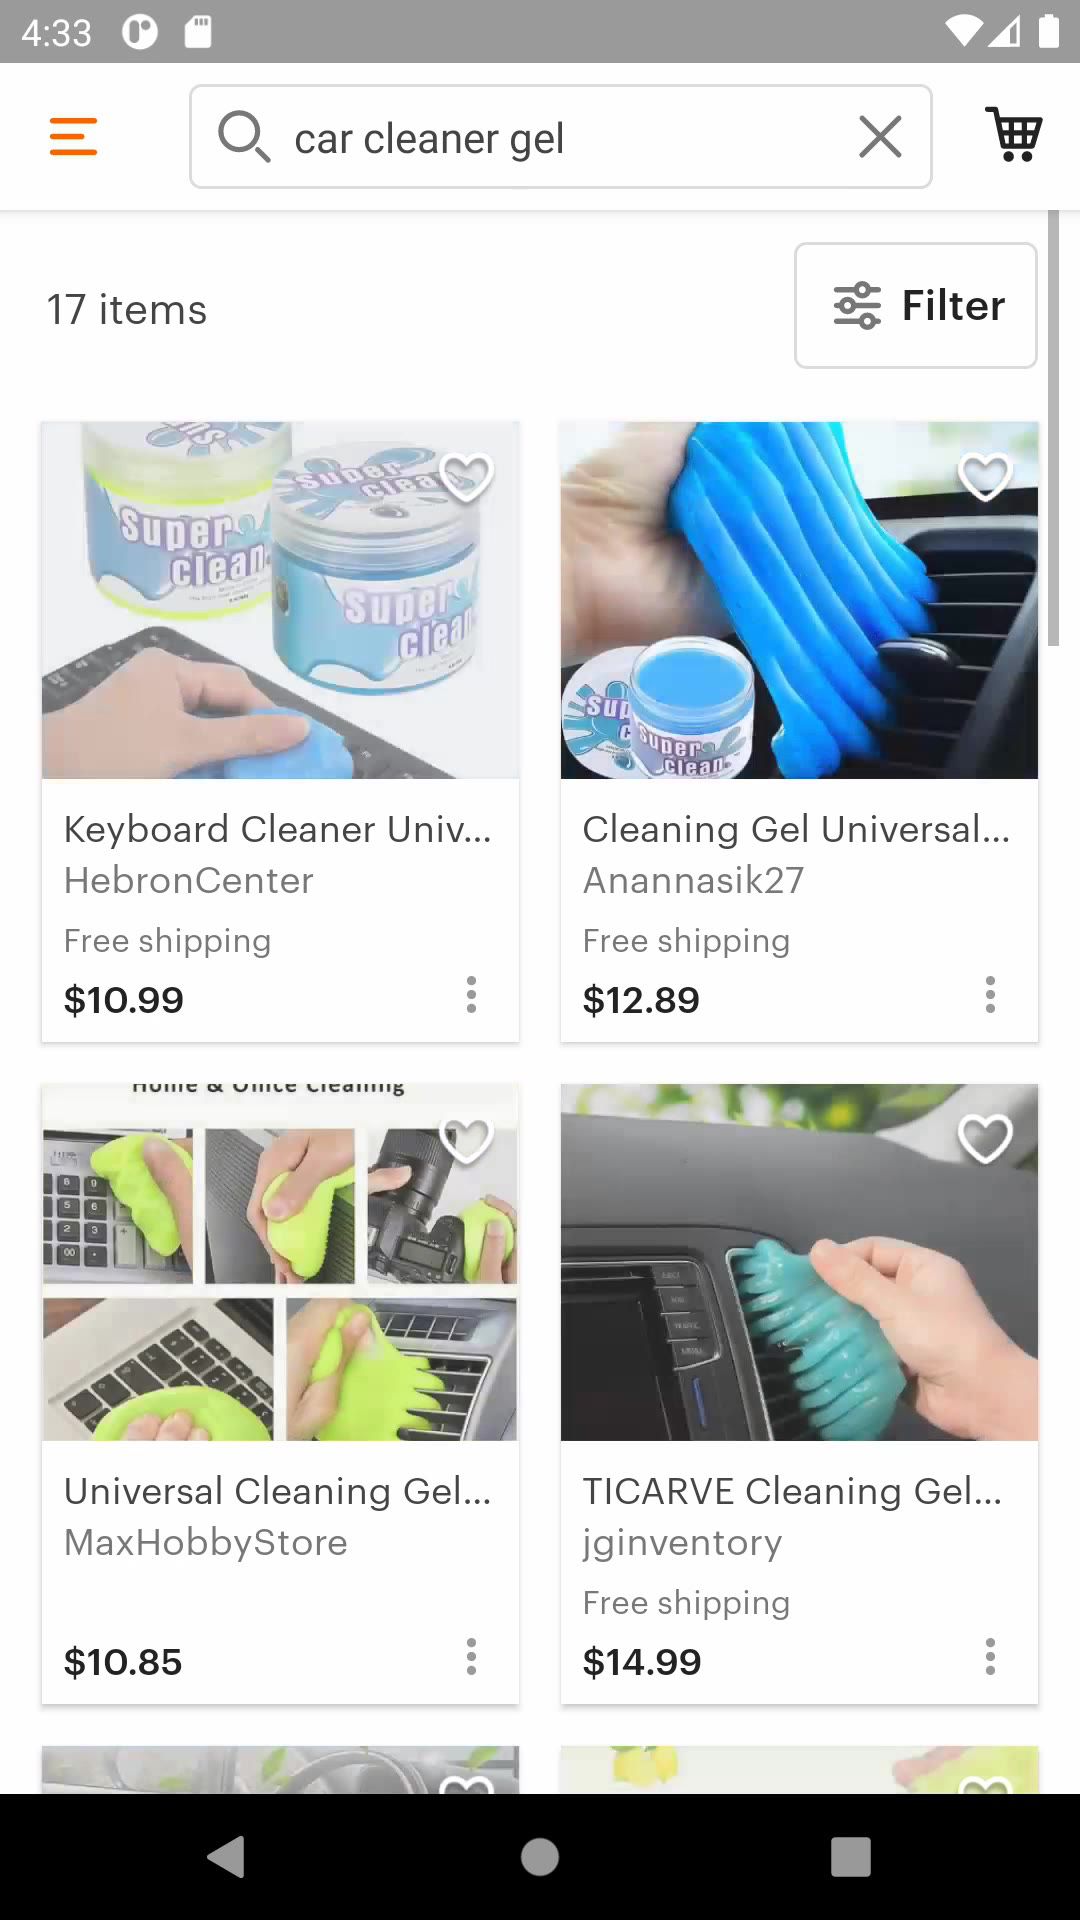 4:33
car cleaner gel
17 items
Filter
Super
clean
Super
clean
Super
clean
Super
clean
Keyboard Cleaner Univ...
HebronCenter
Free shipping
$10.99
Cleaning Gel Universal...
Anannasik27
Free shipping
$12.89
Home & Office Cleaning
Universal Cleaning Gel...
MaxHobbyStore
$10.85
TICARVE Cleaning Gel...
jginventory
Free shipping
$14.99